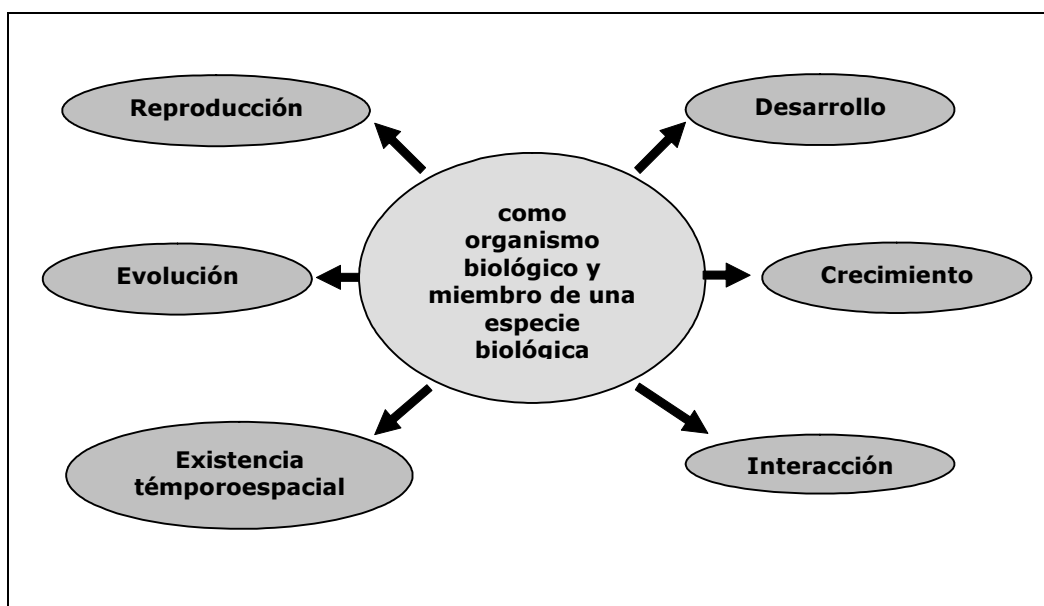 Reproducción
Desarrollo
como
organismo
biológico y
miembro de una
especie
biológica
Evolución
Crecimiento
Existencia
témporoespacial
Interacción